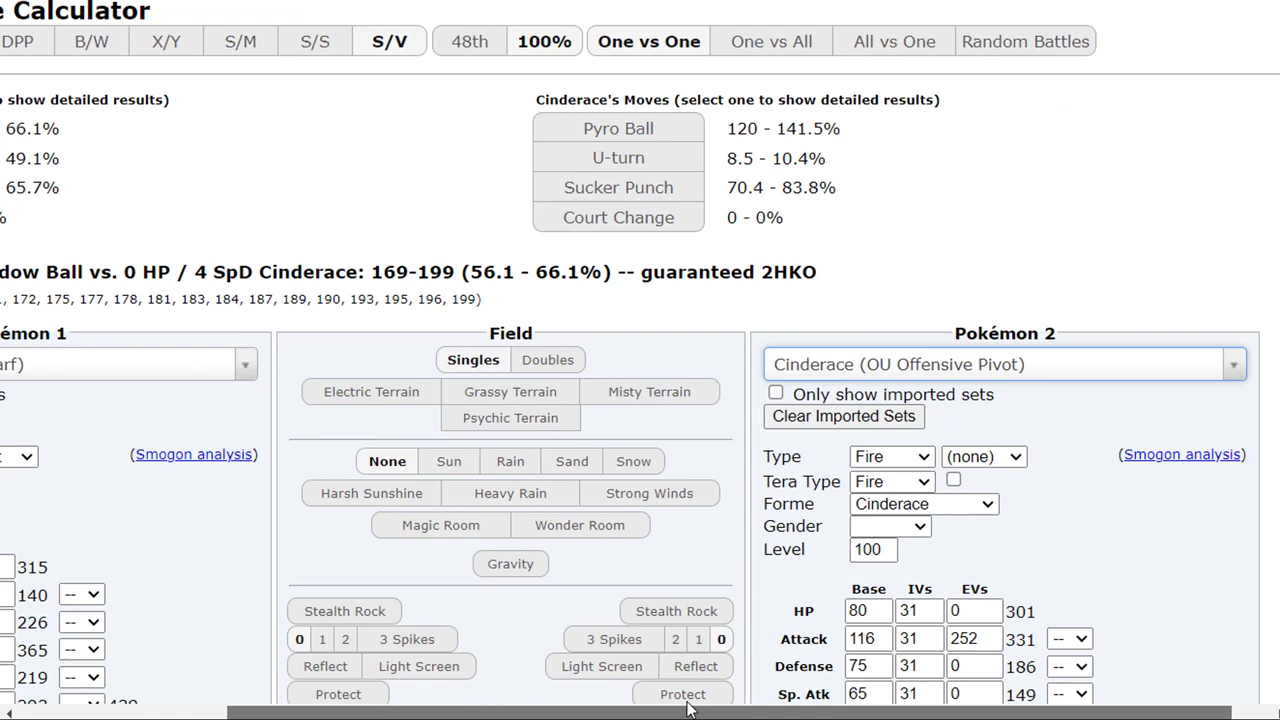 e Calculator
DPP B/W X/Y S/M S/S S/V 48th 100% One vs One One vs All All vs One Random Battles
o show detailed results) Cinderace's Moves (select one to show detailed results)
66.1% Pyro Ball 120 - 141.5%
49.1% U-turn 8.5 - 10.4%
65.7% Sucker Punch 70.4 - 83.8%
% Court Change 0 - 0%
dow Ball vs. 0 HP / 4 SpD Cinderace: 169-199 (56.1 - 66.1%) -- guaranteed 2HKO
, 172, 175, 177, 178, 181, 183, 184, 187, 189, 190, 193, 195, 196, 199)
émon 1 Field Pokémon 2
arf) Singles Doubles Cinderace (OU Offensive Pivot)
s Electric Terrain Grassy Terrain Misty Terrain Only show imported sets
Psychic Terrain Clear Imported Sets
(Smogon analysis) None Sun Rain Sand Snow Type Fire (none) (Smogon analysis)
Tera Type Fire
Harsh Sunshine Heavy Rain Strong Winds Forme Cinderace
Magic Room Wonder Room Gender
Level 100
Gravity
315 Base IVs EVs
140 -- Stealth Rock Stealth Rock HP 80 31 0 301
226 -- 0 1 2 3 Spikes 3 Spikes 2 1 0 Attack 116 31 252 331 --
365 -- Reflect Light Screen Light Screen Reflect Defense 75 31 0 186 --
219 -- Protect Protect Sp. Atk 65 31 0 149 --